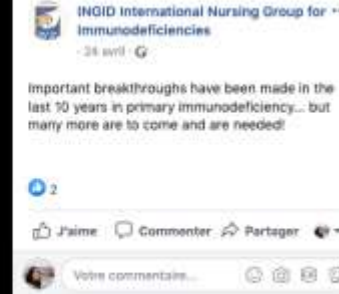 INGID International Nursing Group for
Immunodeficiencies
24 avril
Important breakthroughs have been made in the
last 10 years in primary immunodeficiency... but
many more are to come and are needed!
2
J'aime Commenter Partager
Votre commentaire...